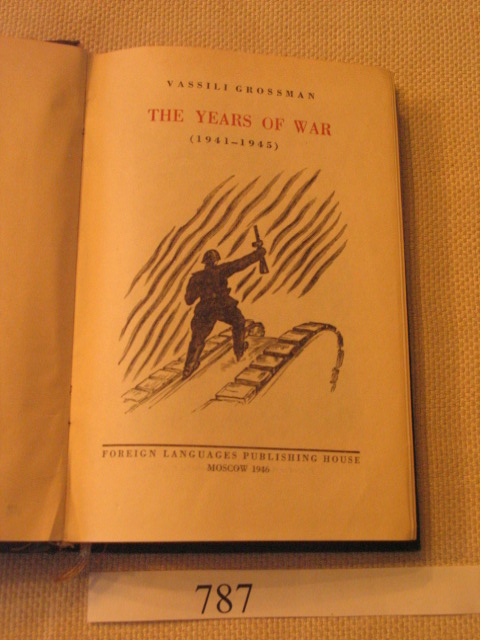 VASSILI GROSSMAN
THE YEARS OF WAR
(1941–1945)
FOREIGN LANGUAGES PUBLISHING HOUSE
MOSCOW 1946
787